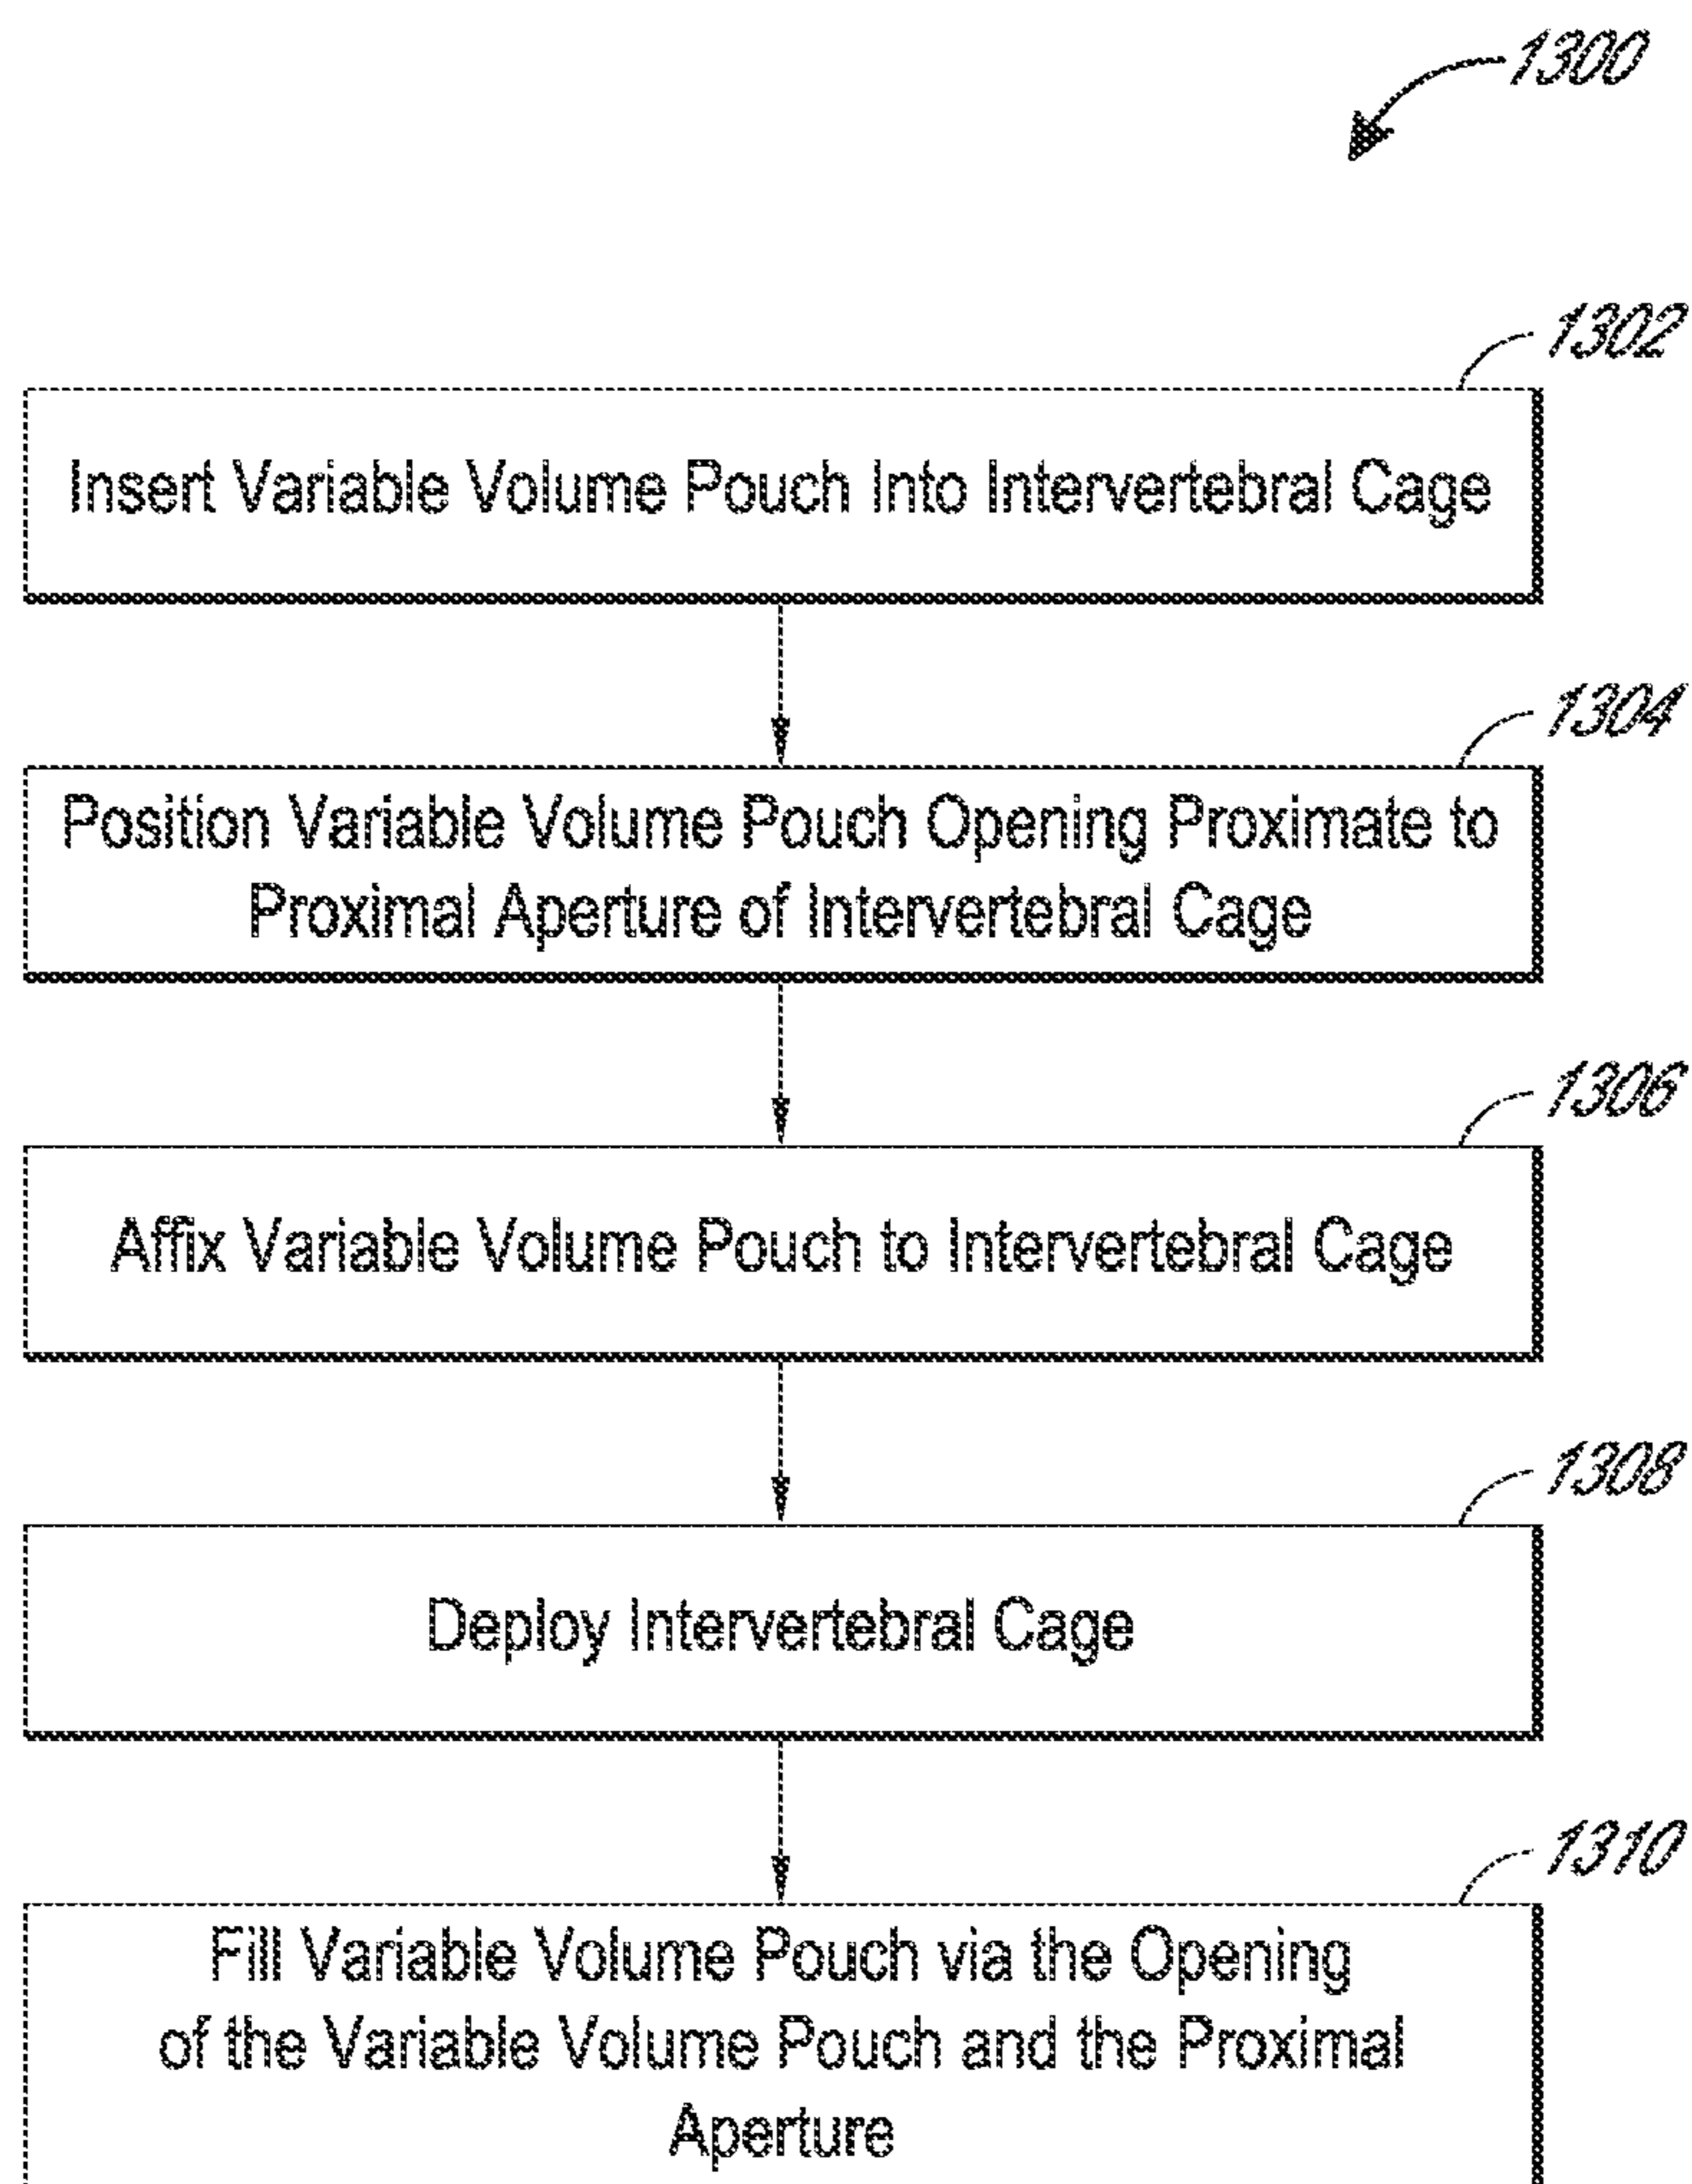 1300
1302
Insert Variable Volume Pouch Into Intervertebral Cage
1304
Position Variable Volume Pouch Opening Proximate to
Proximal Aperture of Intervertebral Cage
1306
Affix Variable Volume Pouch to Intervertebral Cage
1308
Deploy Intervertebral Cage
1310
Fill Variable Volume Pouch via the Opening
of the Variable Volume Pouch and the Proximal
Aperture